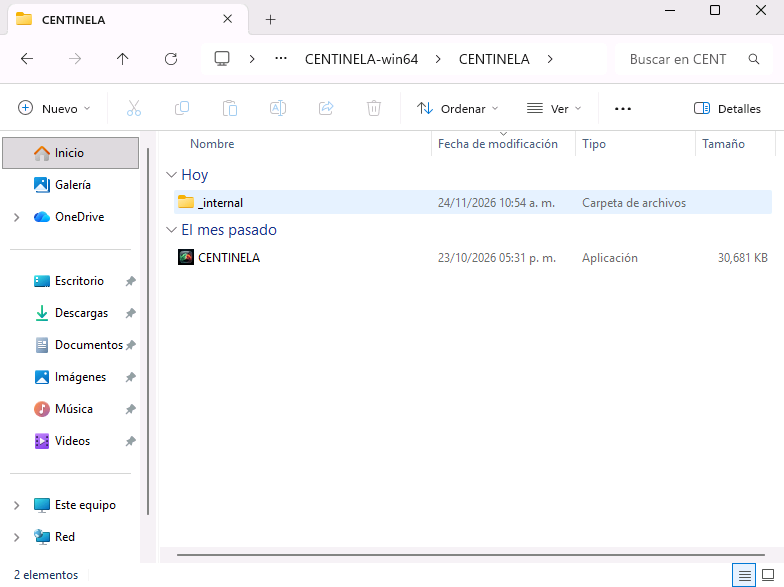 CENTINELA
CENTINELA-win64 CENTINELA Buscar en CENT
Nuevo Ordenar Ver Detalles
Nombre Fecha de modificación Tipo Tamaño
Inicio
Galería
OneDrive
Escritorio
Descargas
Documentos
Imágenes
Música
Videos
Este equipo
Red
Hoy
_internal 24/11/2026 10:54 a. m. Carpeta de archivos
El mes pasado
CENTINELA 23/10/2026 05:31 p. m. Aplicación 30,681 KB
2 elementos